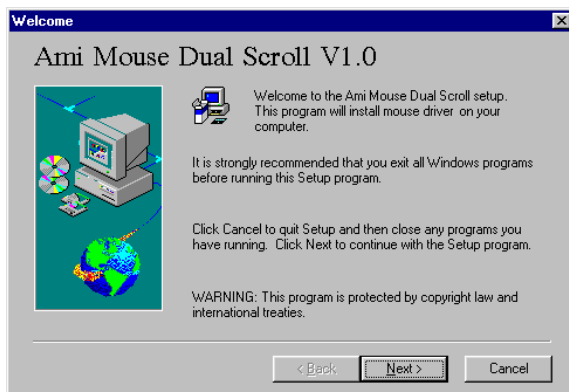 Welcome
Ami Mouse Dual Scroll V1.0
Welcome to the Ami Mouse Dual Scroll setup.
This program will install mouse driver on your
computer.
It is strongly recommended that you exit all Windows programs
before running this Setup program.
Click Cancel to quit Setup and then close any programs you
have running. Click Next to continue with the Setup program.
WARNING: This program is protected by copyright law and
international treaties.
< Back
Next >
Cancel